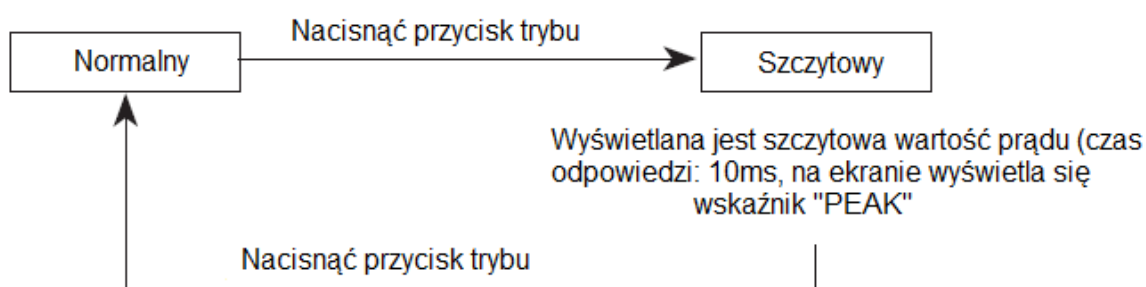 Nacisnąć przycisk trybu
Normalny
Szczytowy
Wyświetlana jest szczytowa wartość prądu (czas
odpowiedzi: 10ms, na ekranie wyświetla się
wskaźnik "PEAK"
Nacisnąć przycisk trybu